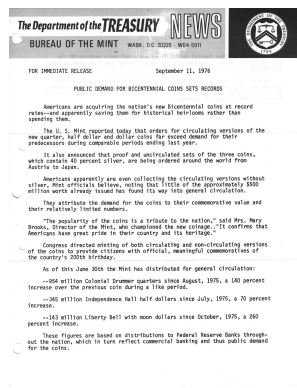 The Department of the TREASURY NEWS
BUREAU OF THE MINT WASH. D.C. 20220 - WO4-5011
FOR IMMEDIATE RELEASE September 11, 1976
PUBLIC DEMAND FOR BICENTENNIAL COINS SETS RECORDS
Americans are acquiring the nation's new Bicentennial coins at record
rates--and apparently saving them for historical heirlooms rather than
spending them.
The U. S. Mint reported today that orders for circulating versions of the
new quarter, half dollar and dollar coins far exceed demand for their
predecessors during comparable periods ending last year.
It also announced that proof and uncirculated sets of the three coins,
which contain 40 percent silver, are being ordered around the world from
Austria to Japan.
Americans apparently are even collecting the circulating versions without
silver, Mint officials believe, noting that little of the approximately $500
million worth already issued has found its way into general circulation.
They attribute the demand for the coins to their commemorative value and
their relatively limited numbers.
"The popularity of the coins is a tribute to the nation," said Mrs. Mary
Brooks, Director of the Mint, who championed the new coinage. "It confirms that
Americans have great pride in their country and its heritage."
Congress directed minting of both circulating and non-circulating versions
of the coins to provide citizens with official, meaningful commemoratives of
the country's 200th birthday.
As of this June 30th the Mint has distributed for general circulation:
--954 million Colonial Drummer quarters since August, 1975, a 140 percent
increase over the previous coin during a like period.
--345 million Independence Hall half dollars since July, 1975, a 70 percent
increase.
--143 million Liberty Bell with moon dollars since October, 1975, a 260
percent increase.
These figures are based on distributions to Federal Reserve Banks through-
out the nation, which in turn reflect commercial banking and thus public demand
for the coins.